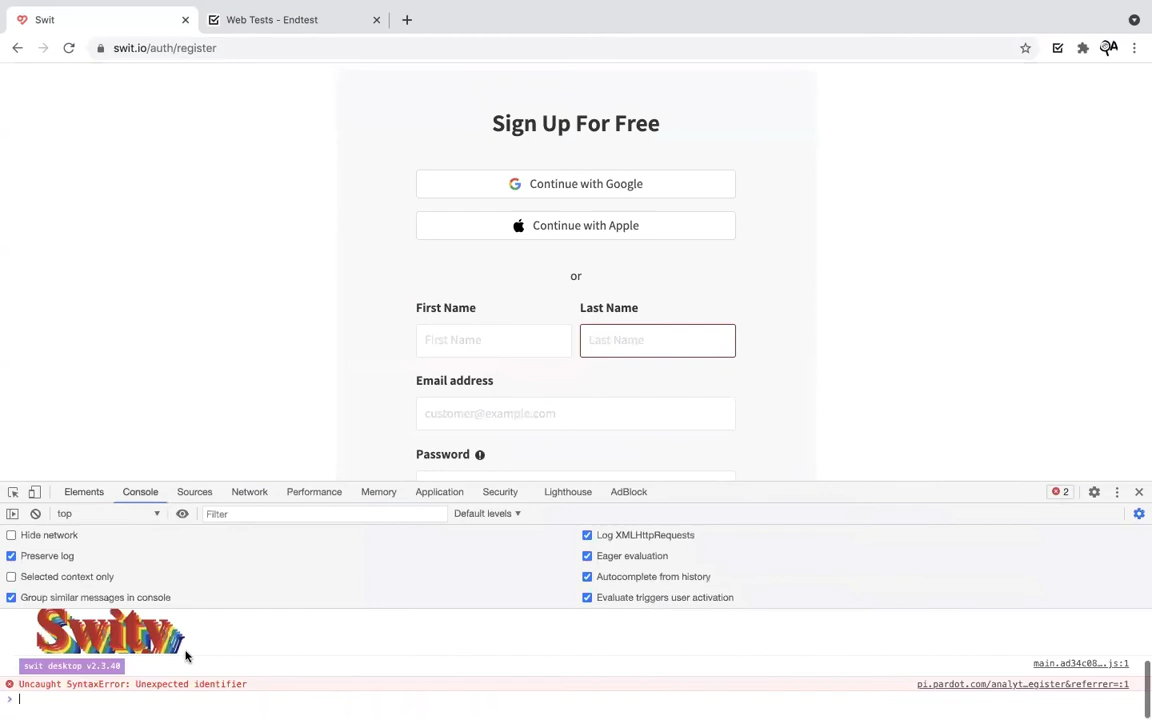 Swit
Web Tests - Endtest
swit.io/auth/register
Sign Up For Free
Continue with Google
Continue with Apple
or
First Name
Last Name
First Name
Last Name
Email address
customer@example.com
Password
Elements
Console
Sources
Network
Performance
Memory
Application
Security
Lighthouse
AdBlock
2
top
Filter
Default levels
Hide network
Log XMLHttpRequests
Preserve log
Eager evaluation
Selected context only
Autocomplete from history
Group similar messages in console
Evaluate triggers user activation
Swity
swit desktop v2.3.40
main.ad34c08….js:1
Uncaught SyntaxError: Unexpected identifier
pi.pardot.com/analyt…egister&referrer=:1